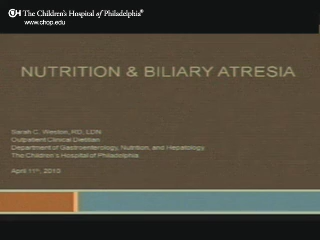 The Children's Hospital of Philadelphia®
www.chop.edu
NUTRITION & BILIARY ATRESIA
Sarah C. Weston, RD, LDN
Outpatient Clinical Dietitian
Department of Gastroenterology, Nutrition, and Hepatology
The Children's Hospital of Philadelphia
April 11th, 2010